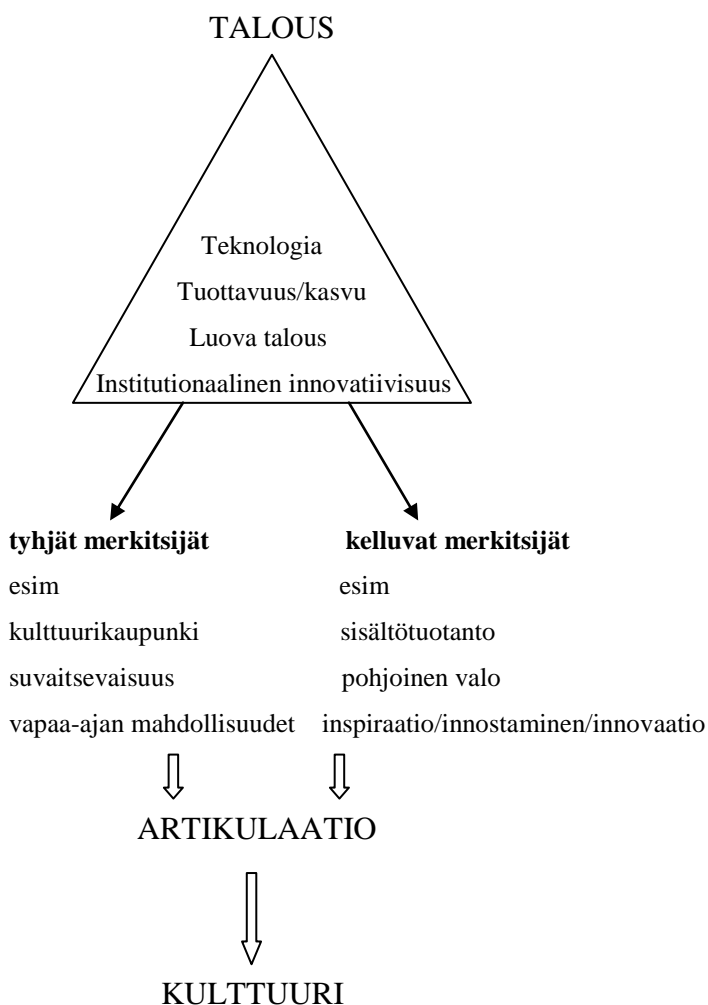 TALOUS
Teknologia
Tuottavuus/kasvu
Luova talous
Institutionaalinen innovatiivisuus
tyhjät merkitsijät
esim
kulttuurikaupunki
suvaitsevaisuus
vapaa-ajan mahdollisuudet
kelluvat merkitsijät
esim
sisältötuotanto
pohjoinen valo
inspiraatio/innostaminen/innovaatio
ARTIKULAATIO
KULTTUURI